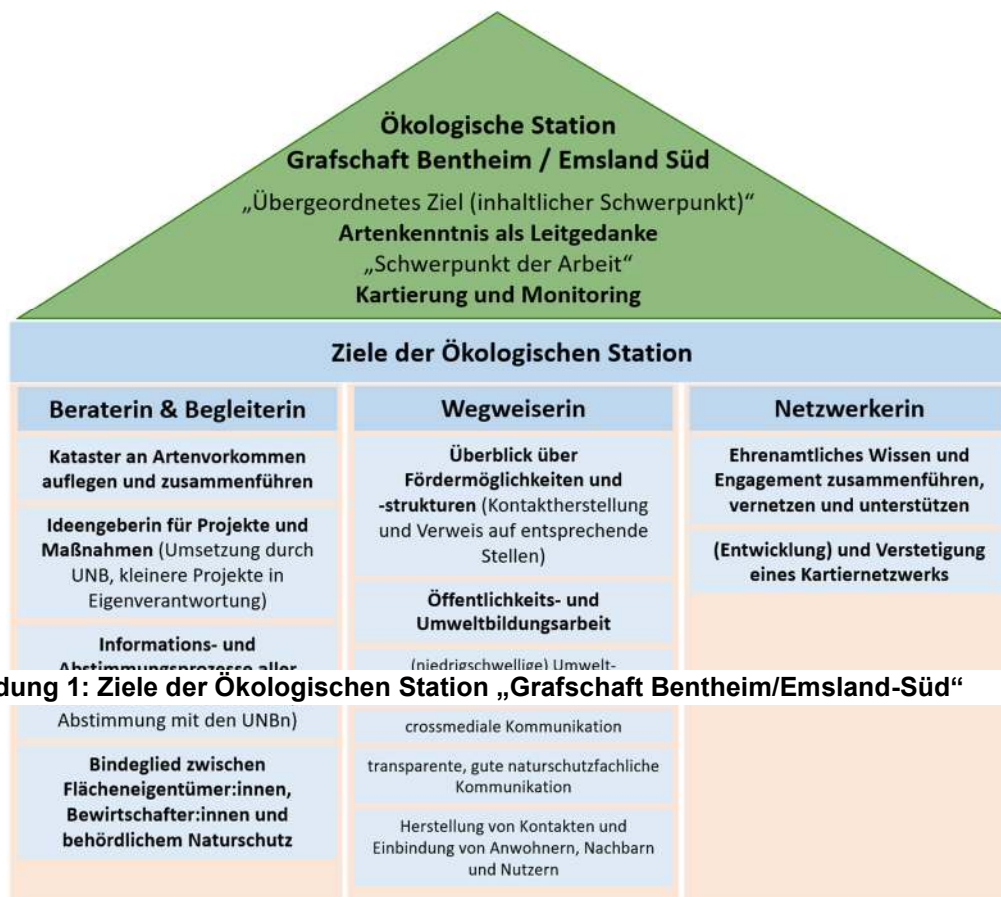 Ökologische Station
Grafschaft Bentheim / Emsland Süd
„Übergeordnetes Ziel (inhaltlicher Schwerpunkt)“
Artenkenntnis als Leitgedanke
„Schwerpunkt der Arbeit“
Kartierung und Monitoring
Ziele der Ökologischen Station
Beraterin & Begleiterin
Kataster an Artenvorkommen
auflegen und zusammenführen
Ideengeberin für Projekte und
Maßnahmen (Umsetzung durch
UNB, kleinere Projekte in
Eigenverantwortung)
Informations- und
Abstimmungsprozesse aller
Abstimmung mit den UNBn)
Bindeglied zwischen
Flächeneigentümer:innen,
Bewirtschafter:innen und
behördlichem Naturschutz
Wegweiserin
Überblick über
Fördermöglichkeiten und
-strukturen (Kontaktherstellung
und Verweis auf entsprechende
Stellen)
Öffentlichkeits- und
Umweltbildungsarbeit
(niedrigschwellige) Umwelt-
crossmediale Kommunikation
transparente, gute naturschutzfachliche
Kommunikation
Herstellung von Kontakten und
Einbindung von Anwohnern, Nachbarn
und Nutzern
Netzwerkerin
Ehrenamtliches Wissen und
Engagement zusammenführen,
vernetzen und unterstützen
(Entwicklung) und Verstetigung
eines Kartiernetzwerks
dung 1: Ziele der Ökologischen Station „Grafschaft Bentheim/Emsland-Süd“